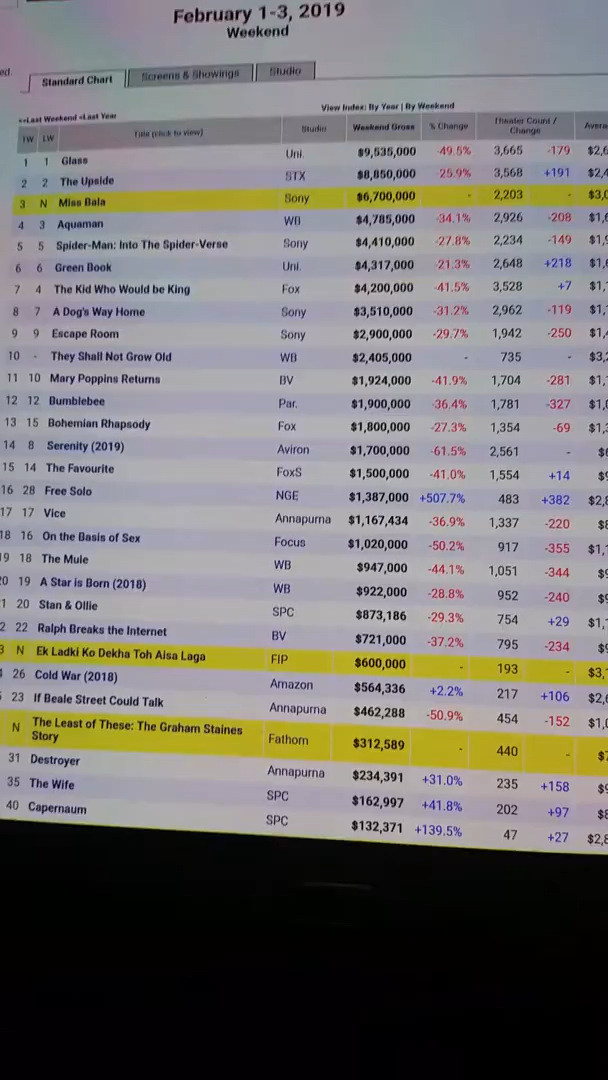 February 1-3, 2019
Weekend
ed.
Standard Chart Screens & Showings Studio
View Index: By Year | By Weekend
=Last Weekend =Last Year
TW LW Title (click to view) Studio Weekend Gross % Change Theater Count / Change
1 1 Glass Uni. $9,535,000 -49.5% 3,665 -179
2 2 The Upside STX $8,850,000 -25.9% 3,568 +191
3 N Miss Bala Sony $6,700,000 - 2,203 -
4 3 Aquaman WB $4,785,000 -34.1% 2,926 -208
5 5 Spider-Man: Into The Spider-Verse Sony $4,410,000 -27.8% 2,234 -149
6 6 Green Book Uni. $4,317,000 -21.3% 2,648 +218
7 4 The Kid Who Would be King Fox $4,200,000 -41.5% 3,528 +7
8 7 A Dog's Way Home Sony $3,510,000 -31.2% 2,962 -119
9 9 Escape Room Sony $2,900,000 -29.7% 1,942 -250
10 - They Shall Not Grow Old WB $2,405,000 - 735 -
11 10 Mary Poppins Returns BV $1,924,000 -41.9% 1,704 -281
12 12 Bumblebee Par. $1,900,000 -36.4% 1,781 -327
13 15 Bohemian Rhapsody Fox $1,800,000 -27.3% 1,354 -69
14 8 Serenity (2019) Aviron $1,700,000 -61.5% 2,561 -
15 14 The Favourite FoxS $1,500,000 -41.0% 1,554 +14
16 28 Free Solo NGE $1,387,000 +507.7% 483 +382
17 17 Vice Annapurna $1,167,434 -36.9% 1,337 -220
18 16 On the Basis of Sex Focus $1,020,000 -50.2% 917 -355
19 18 The Mule WB $947,000 -44.1% 1,051 -344
20 19 A Star is Born (2018) WB $922,000 -28.8% 952 -240
1 20 Stan & Ollie SPC $873,186 -29.3% 754 +29
2 22 Ralph Breaks the Internet BV $721,000 -37.2% 795 -234
3 N Ek Ladki Ko Dekha Toh Aisa Laga FIP $600,000 - 193 -
26 Cold War (2018) Amazon $564,336 +2.2% 217 +106
23 If Beale Street Could Talk Annapurna $462,288 -50.9% 454 -152
N The Least of These: The Graham Staines
Story Fathom $312,589 - 440 -
31 Destroyer Annapurna $234,391 +31.0% 235 +158
35 The Wife SPC $162,997 +41.8% 202 +97
40 Capernaum SPC $132,371 +139.5% 47 +27